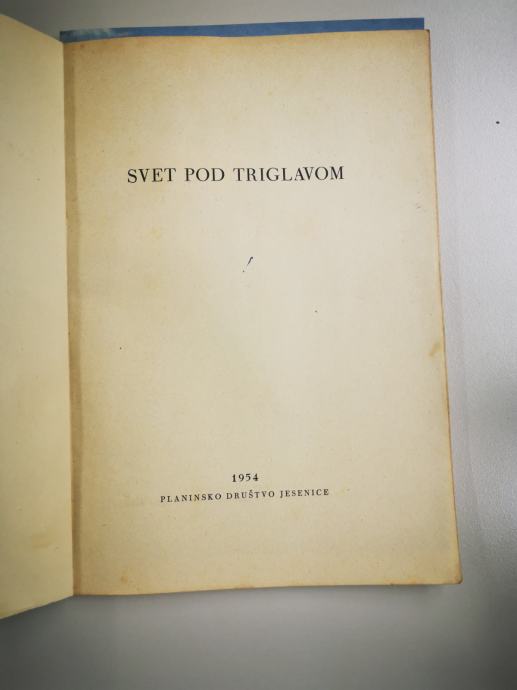 SVET POD TRIGLAVOM
1954
PLANINSKO DRUŠTVO JESENICE